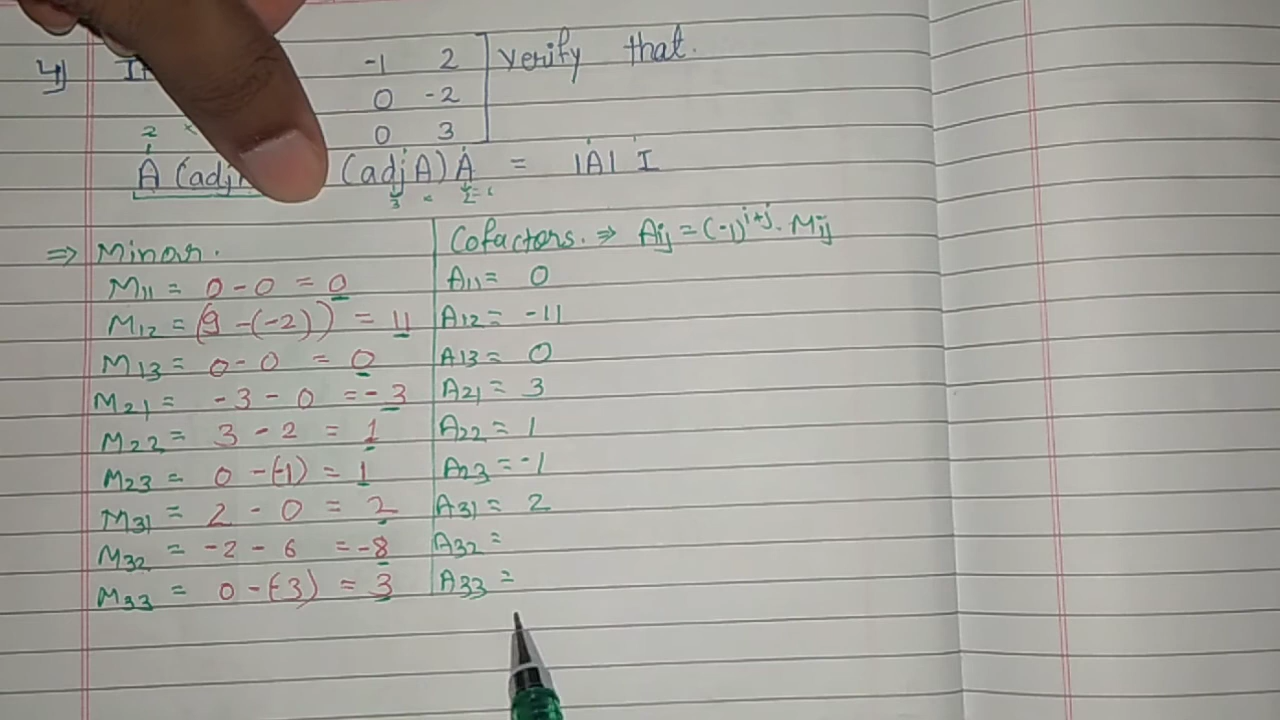 4) If -1 2 verify that.
0 -2
0 3
A (adj (adj A) A = |A| I
⇒ Minor.
M11 = 0 - 0 = 0
M12 = (9 - (-2)) = 11
M13 = 0 - 0 = 0
M21 = -3 - 0 = -3
M22 = 3 - 2 = 1
M23 = 0 - (-1) = 1
M31 = 2 - 0 = 2
M32 = -2 - 6 = -8
M33 = 0 - (-3) = 3
Cofactors. ⇒ Aij = (-1)^i+j . Mij
A11 = 0
A12 = -11
A13 = 0
A21 = 3
A22 = 1
A23 = -1
A31 = 2
A32 =
A33 =